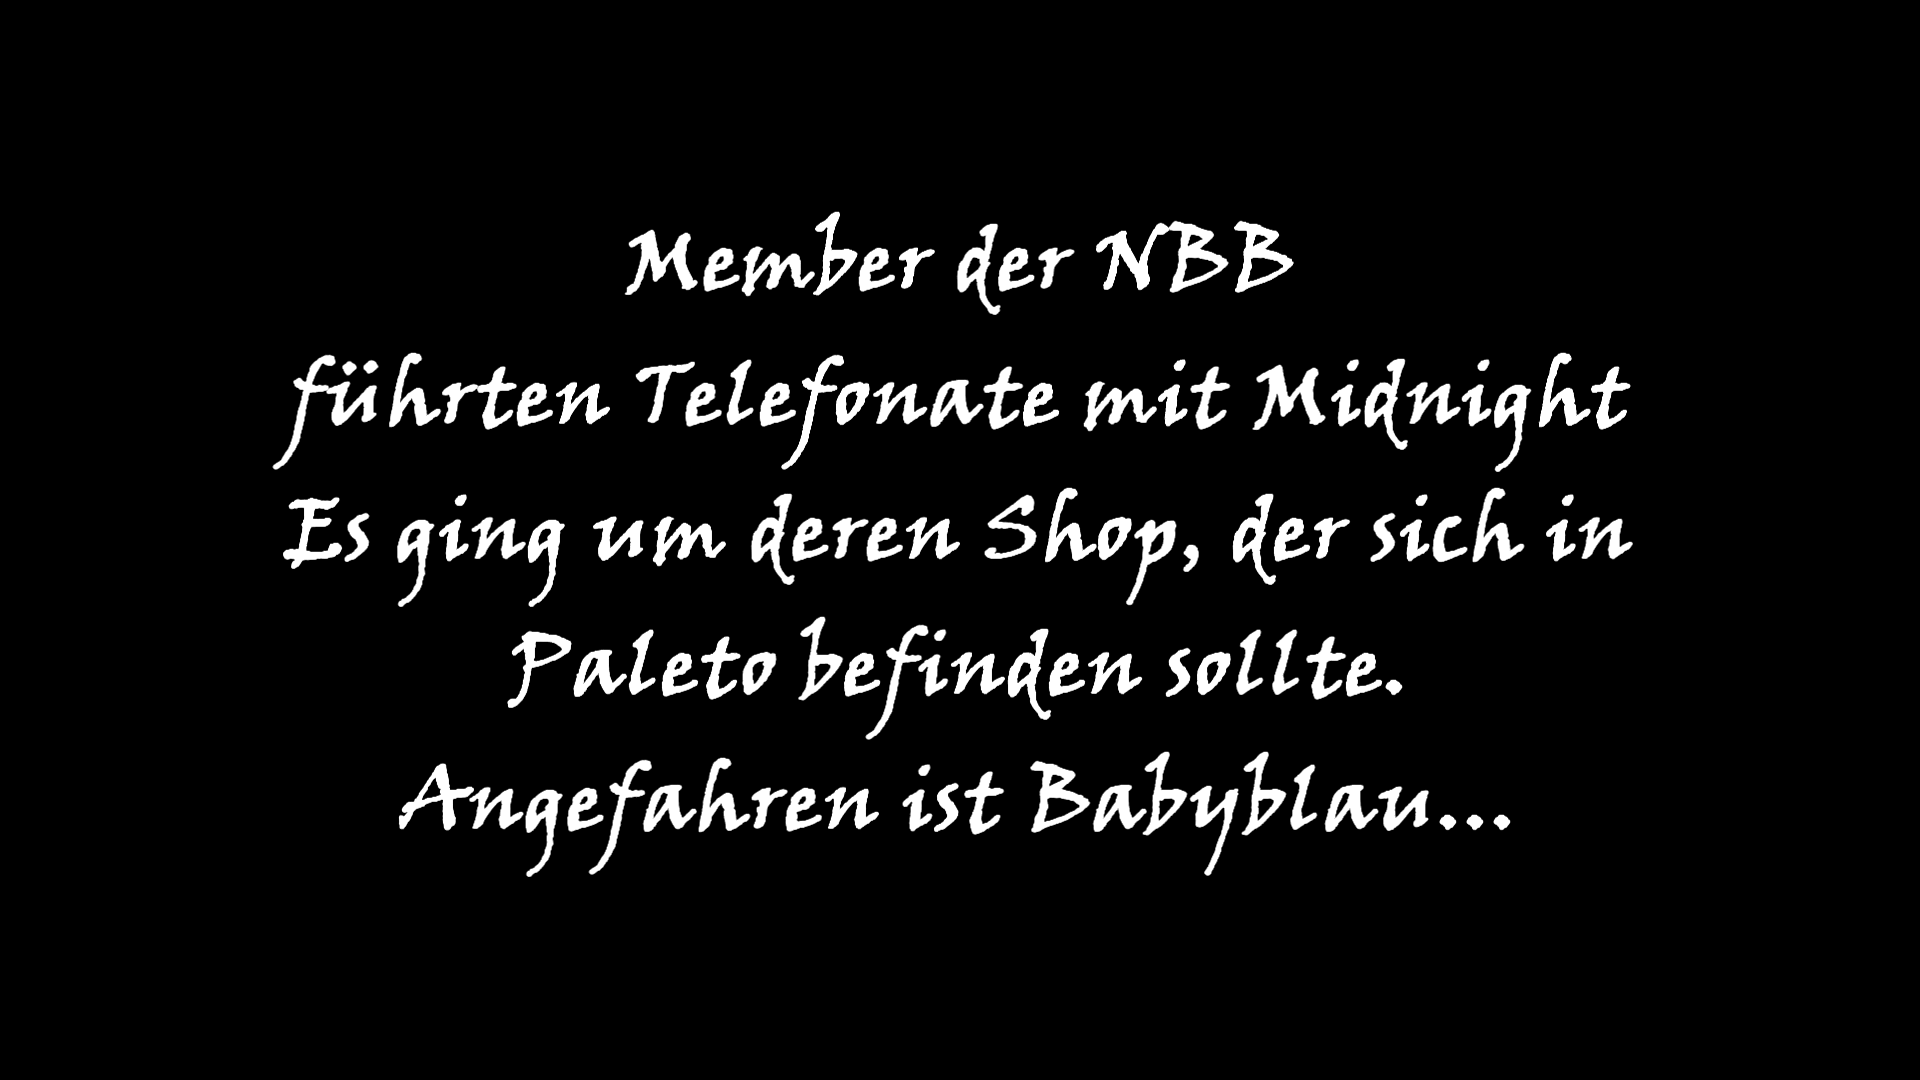 Member der NBB
führten Telefonate mit Midnight
Es ging um deren Shop, der sich in
Paleto befinden sollte.
Angefahren ist Babyblau...